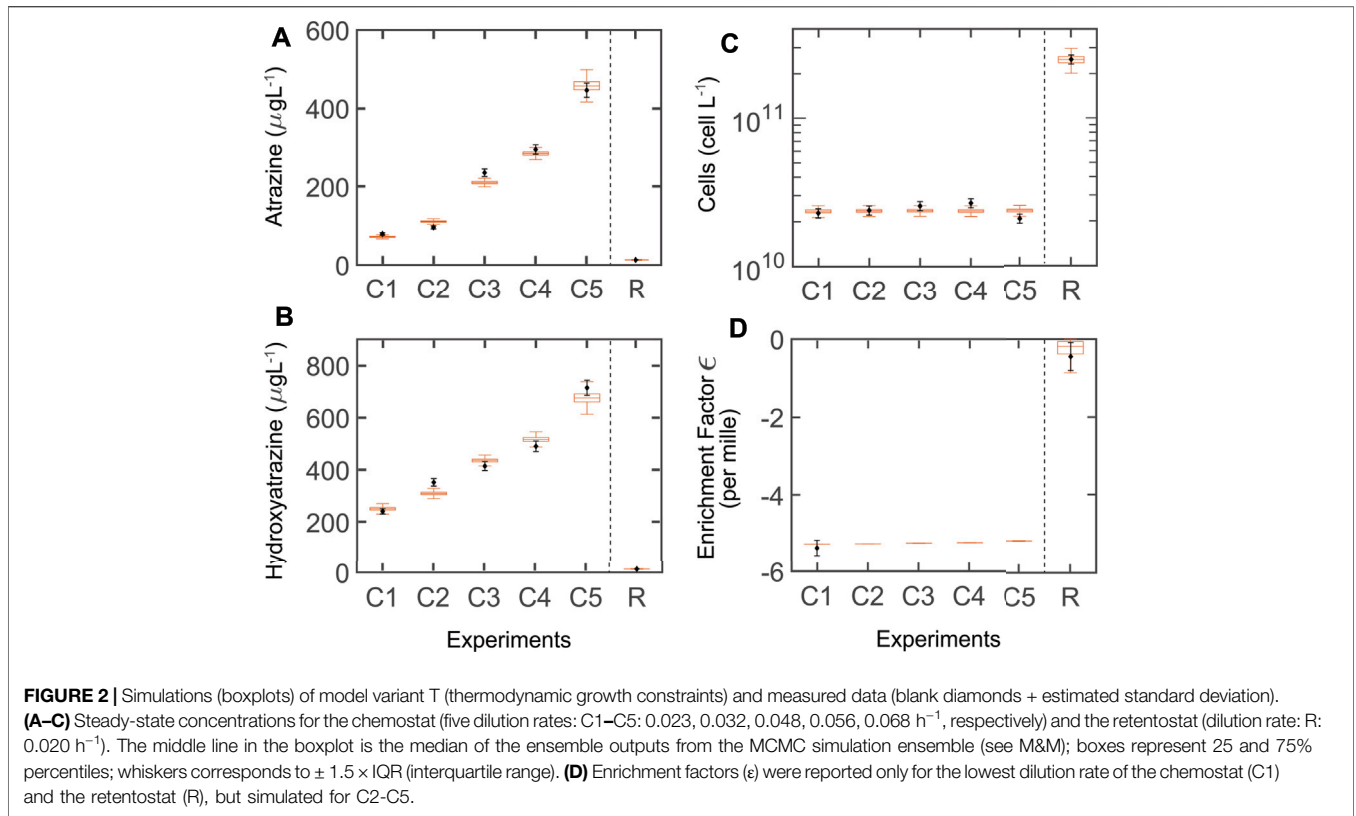 A
600
400
200
0
Atrazine (μgL⁻¹)
C1 C2 C3 C4 C5 R
B
800
600
400
200
0
Hydroxyatrazine (μgL⁻¹)
C1 C2 C3 C4 C5 R
Experiments
C
10¹¹
10¹⁰
Cells (cell L⁻¹)
C1 C2 C3 C4 C5 R
D
0
-2
-4
-6
Enrichment Factor ϵ
(per mille)
C1 C2 C3 C4 C5 R
Experiments
FIGURE 2 | Simulations (boxplots) of model variant T (thermodynamic growth constraints) and measured data (blank diamonds + estimated standard deviation).
(A–C) Steady-state concentrations for the chemostat (five dilution rates: C1–C5: 0.023, 0.032, 0.048, 0.056, 0.068 h⁻¹, respectively) and the retentostat (dilution rate: R:
0.020 h⁻¹). The middle line in the boxplot is the median of the ensemble outputs from the MCMC simulation ensemble (see M&M); boxes represent 25 and 75%
percentiles; whiskers corresponds to ± 1.5 × IQR (interquartile range). (D) Enrichment factors (ε) were reported only for the lowest dilution rate of the chemostat (C1)
and the retentostat (R), but simulated for C2-C5.